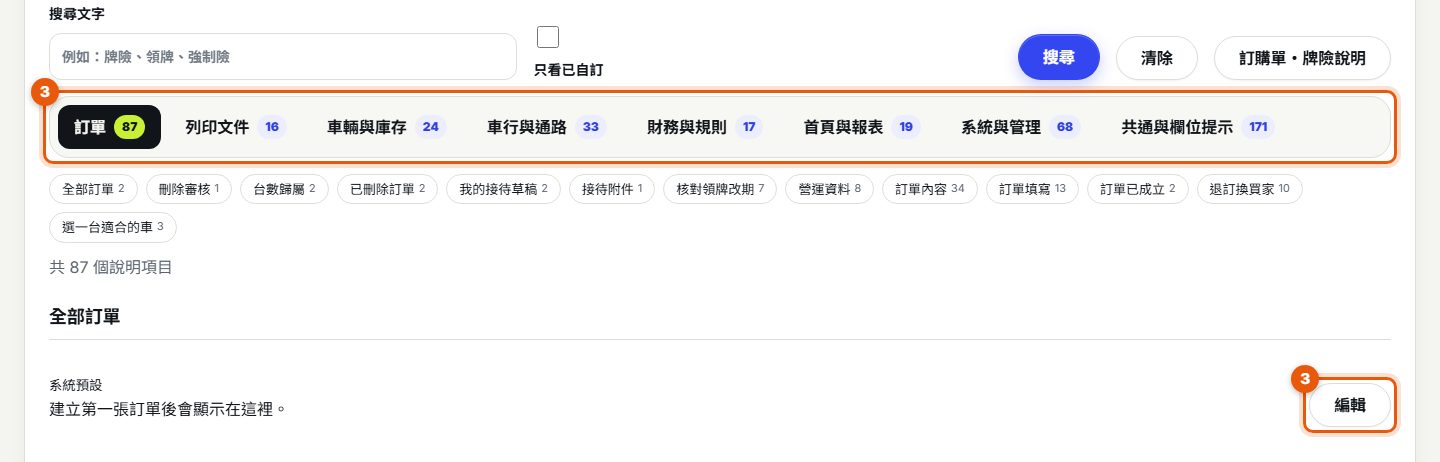 搜尋文字
例如：牌險、領牌、強制險
只看已自訂
搜尋
清除
訂購單・牌險說明
3
訂單 87 列印文件 16 車輛與庫存 24 車行與通路 33 財務與規則 17 首頁與報表 19 系統與管理 68 共通與欄位提示 171
全部訂單 2 刪除審核 1 台數歸屬 2 已刪除訂單 2 我的接待草稿 2 接待附件 1 核對領牌改期 7 營運資料 8 訂單內容 34 訂單填寫 13 訂單已成立 2 退訂換買家 10
選一台適合的車 3
共 87 個說明項目
全部訂單
系統預設
建立第一張訂單後會顯示在這裡。
3
編輯